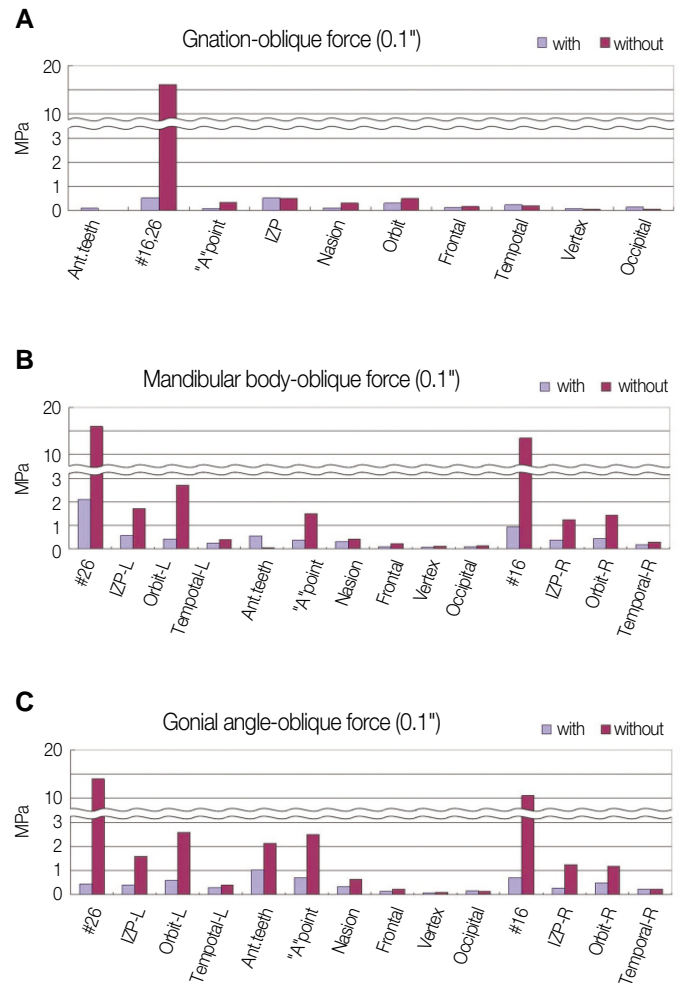 A
Gnation-oblique force (0.1")
with without
20
10
3
2
1
0
MPa
Ant.teeth #16,26 "A"point IZP Nasion Orbit Frontal Tempotal Vertex Occipital
B
Mandibular body-oblique force (0.1")
with without
20
10
3
2
1
0
MPa
#26 IZP-L Orbit-L Tempotal-L Ant.teeth "A"point Nasion Frontal Vertex Occipital #16 IZP-R Orbit-R Temporal-R
C
Gonial angle-oblique force (0.1")
with without
20
10
3
2
1
0
MPa
#26 IZP-L Orbit-L Tempotal-L Ant.teeth "A"point Nasion Frontal Vertex Occipital #16 IZP-R Orbit-R Temporal-R